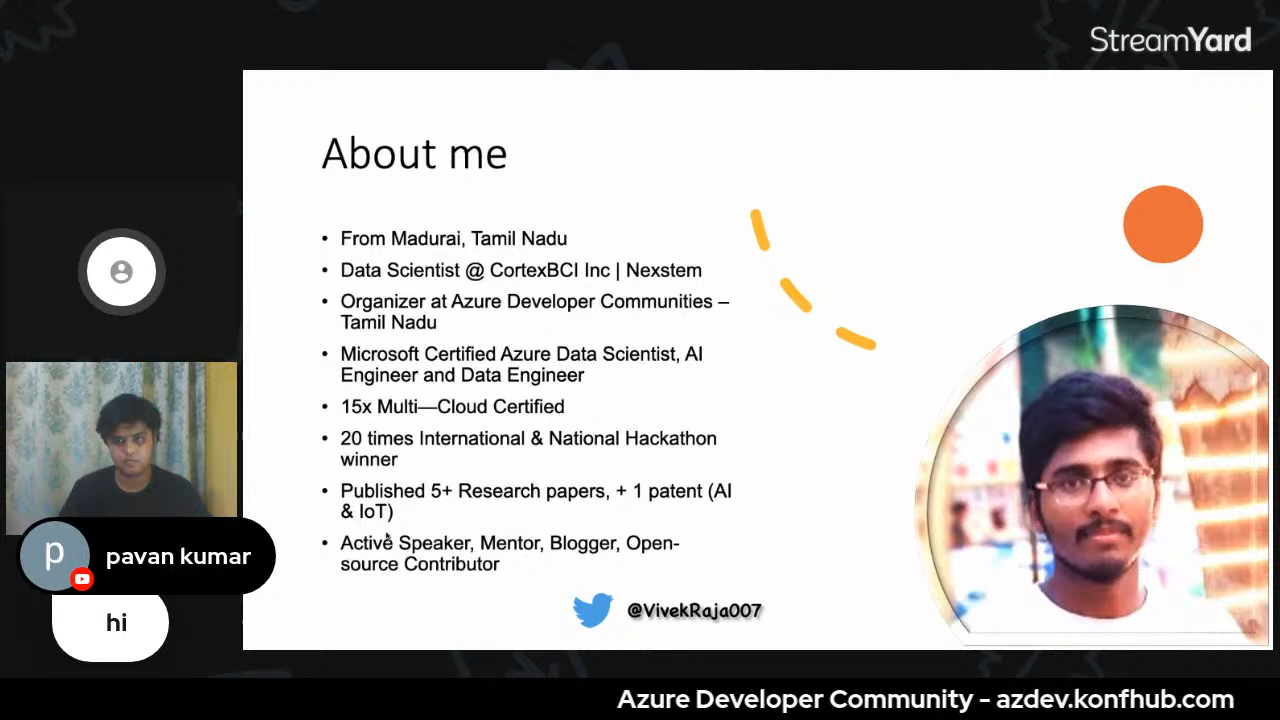 StreamYard
About me
• From Madurai, Tamil Nadu
• Data Scientist @ CortexBCI Inc | Nexstem
• Organizer at Azure Developer Communities –
Tamil Nadu
• Microsoft Certified Azure Data Scientist, AI
Engineer and Data Engineer
• 15x Multi—Cloud Certified
• 20 times International & National Hackathon
winner
• Published 5+ Research papers, + 1 patent (AI
& IoT)
• Active Speaker, Mentor, Blogger, Open-
source Contributor
@VivekRaja007
p
pavan kumar
hi
Azure Developer Community - azdev.konfhub.com